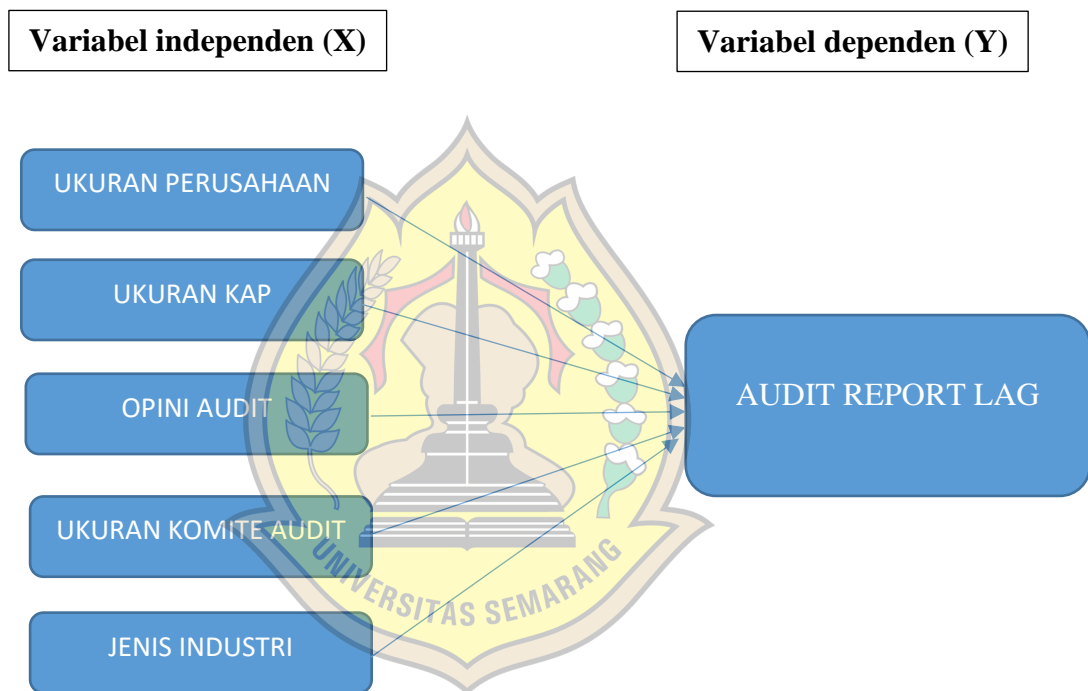 Variabel independen (X)
Variabel dependen (Y)
UKURAN PERUSAHAAN
UKURAN KAP
OPINI AUDIT
UKURAN KOMITE AUDIT
JENIS INDUSTRI
AUDIT REPORT LAG
UNIVERSITAS SEMARANG